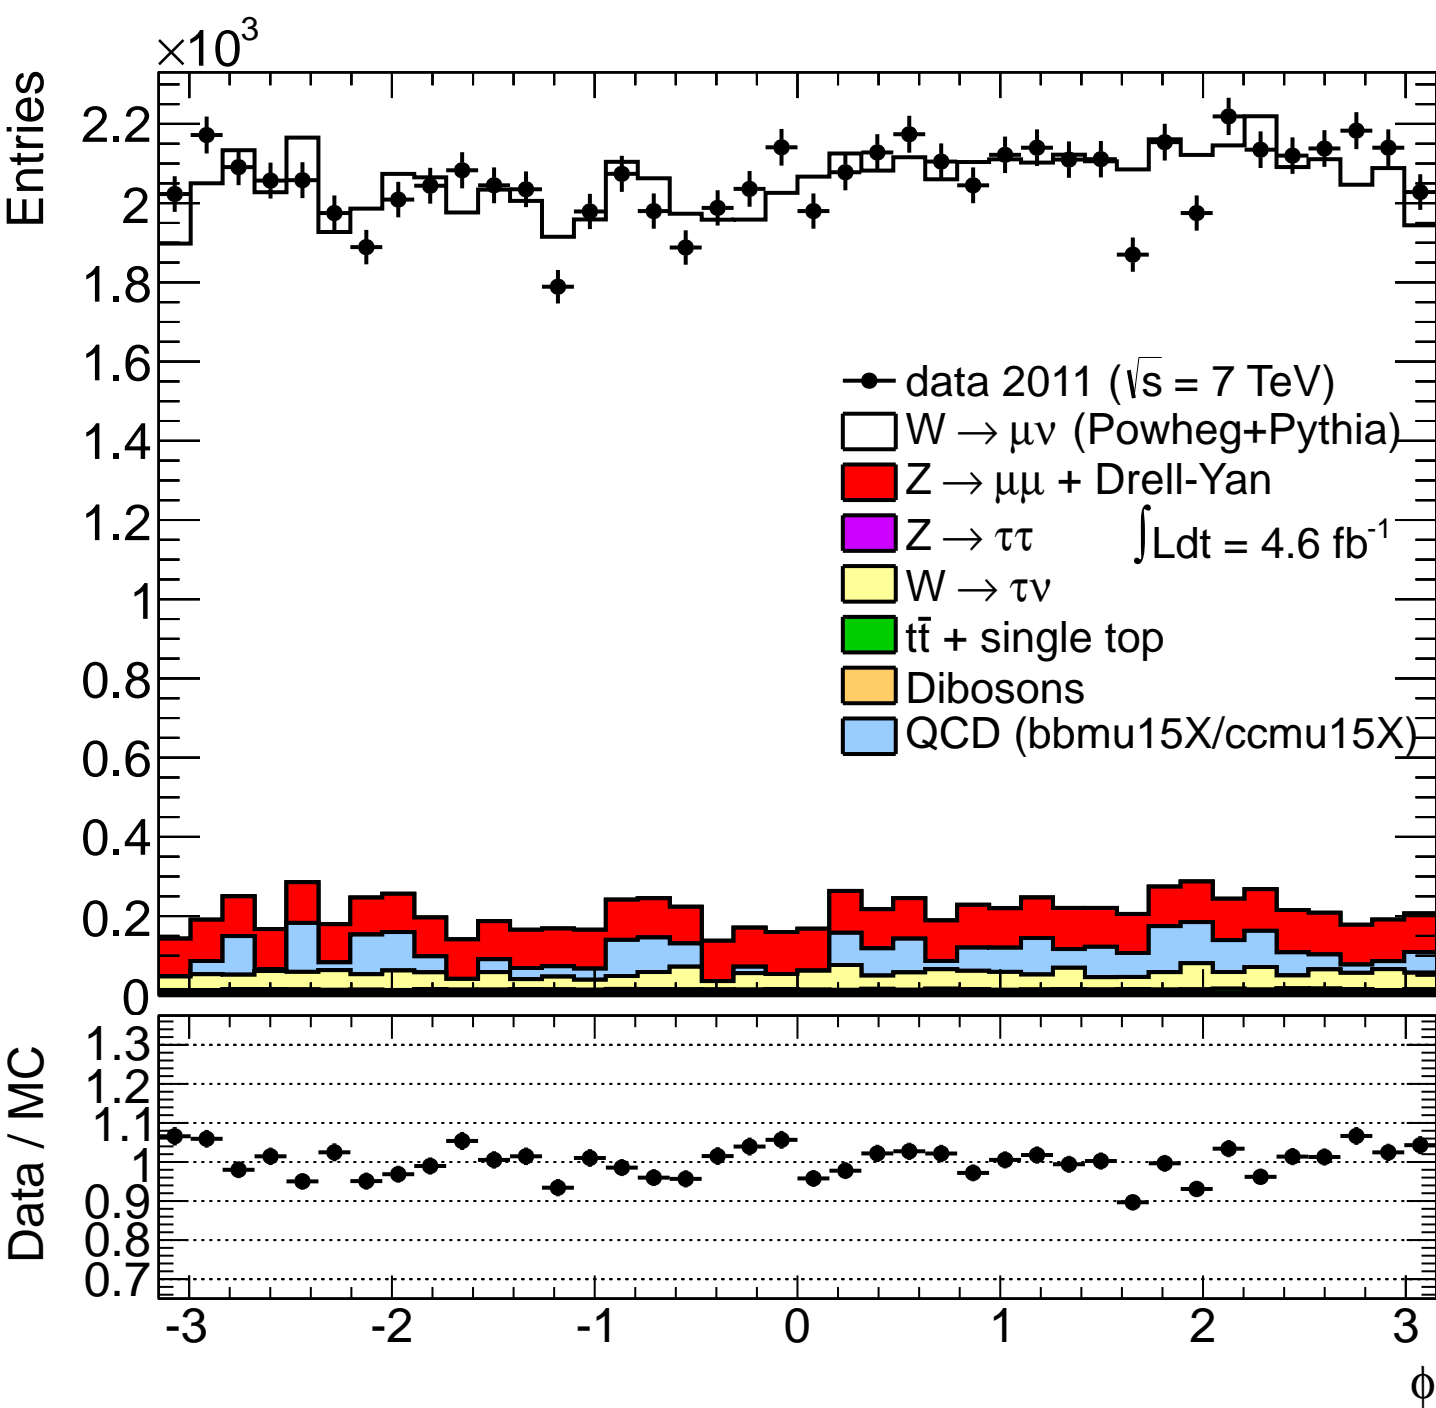 ×10³
Entries
2.2
2
1.8
1.6
1.4
1.2
1
0.8
0.6
0.4
0.2
0
data 2011 (√s = 7 TeV)
W → μν (Powheg+Pythia)
Z → μμ + Drell-Yan
Z → ττ
∫Ldt = 4.6 fb⁻¹
W → τν
tt̄ + single top
Dibosons
QCD (bbmu15X/ccmu15X)
Data / MC
1.3
1.2
1.1
1
0.9
0.8
0.7
-3 -2 -1 0 1 2 3
ϕ